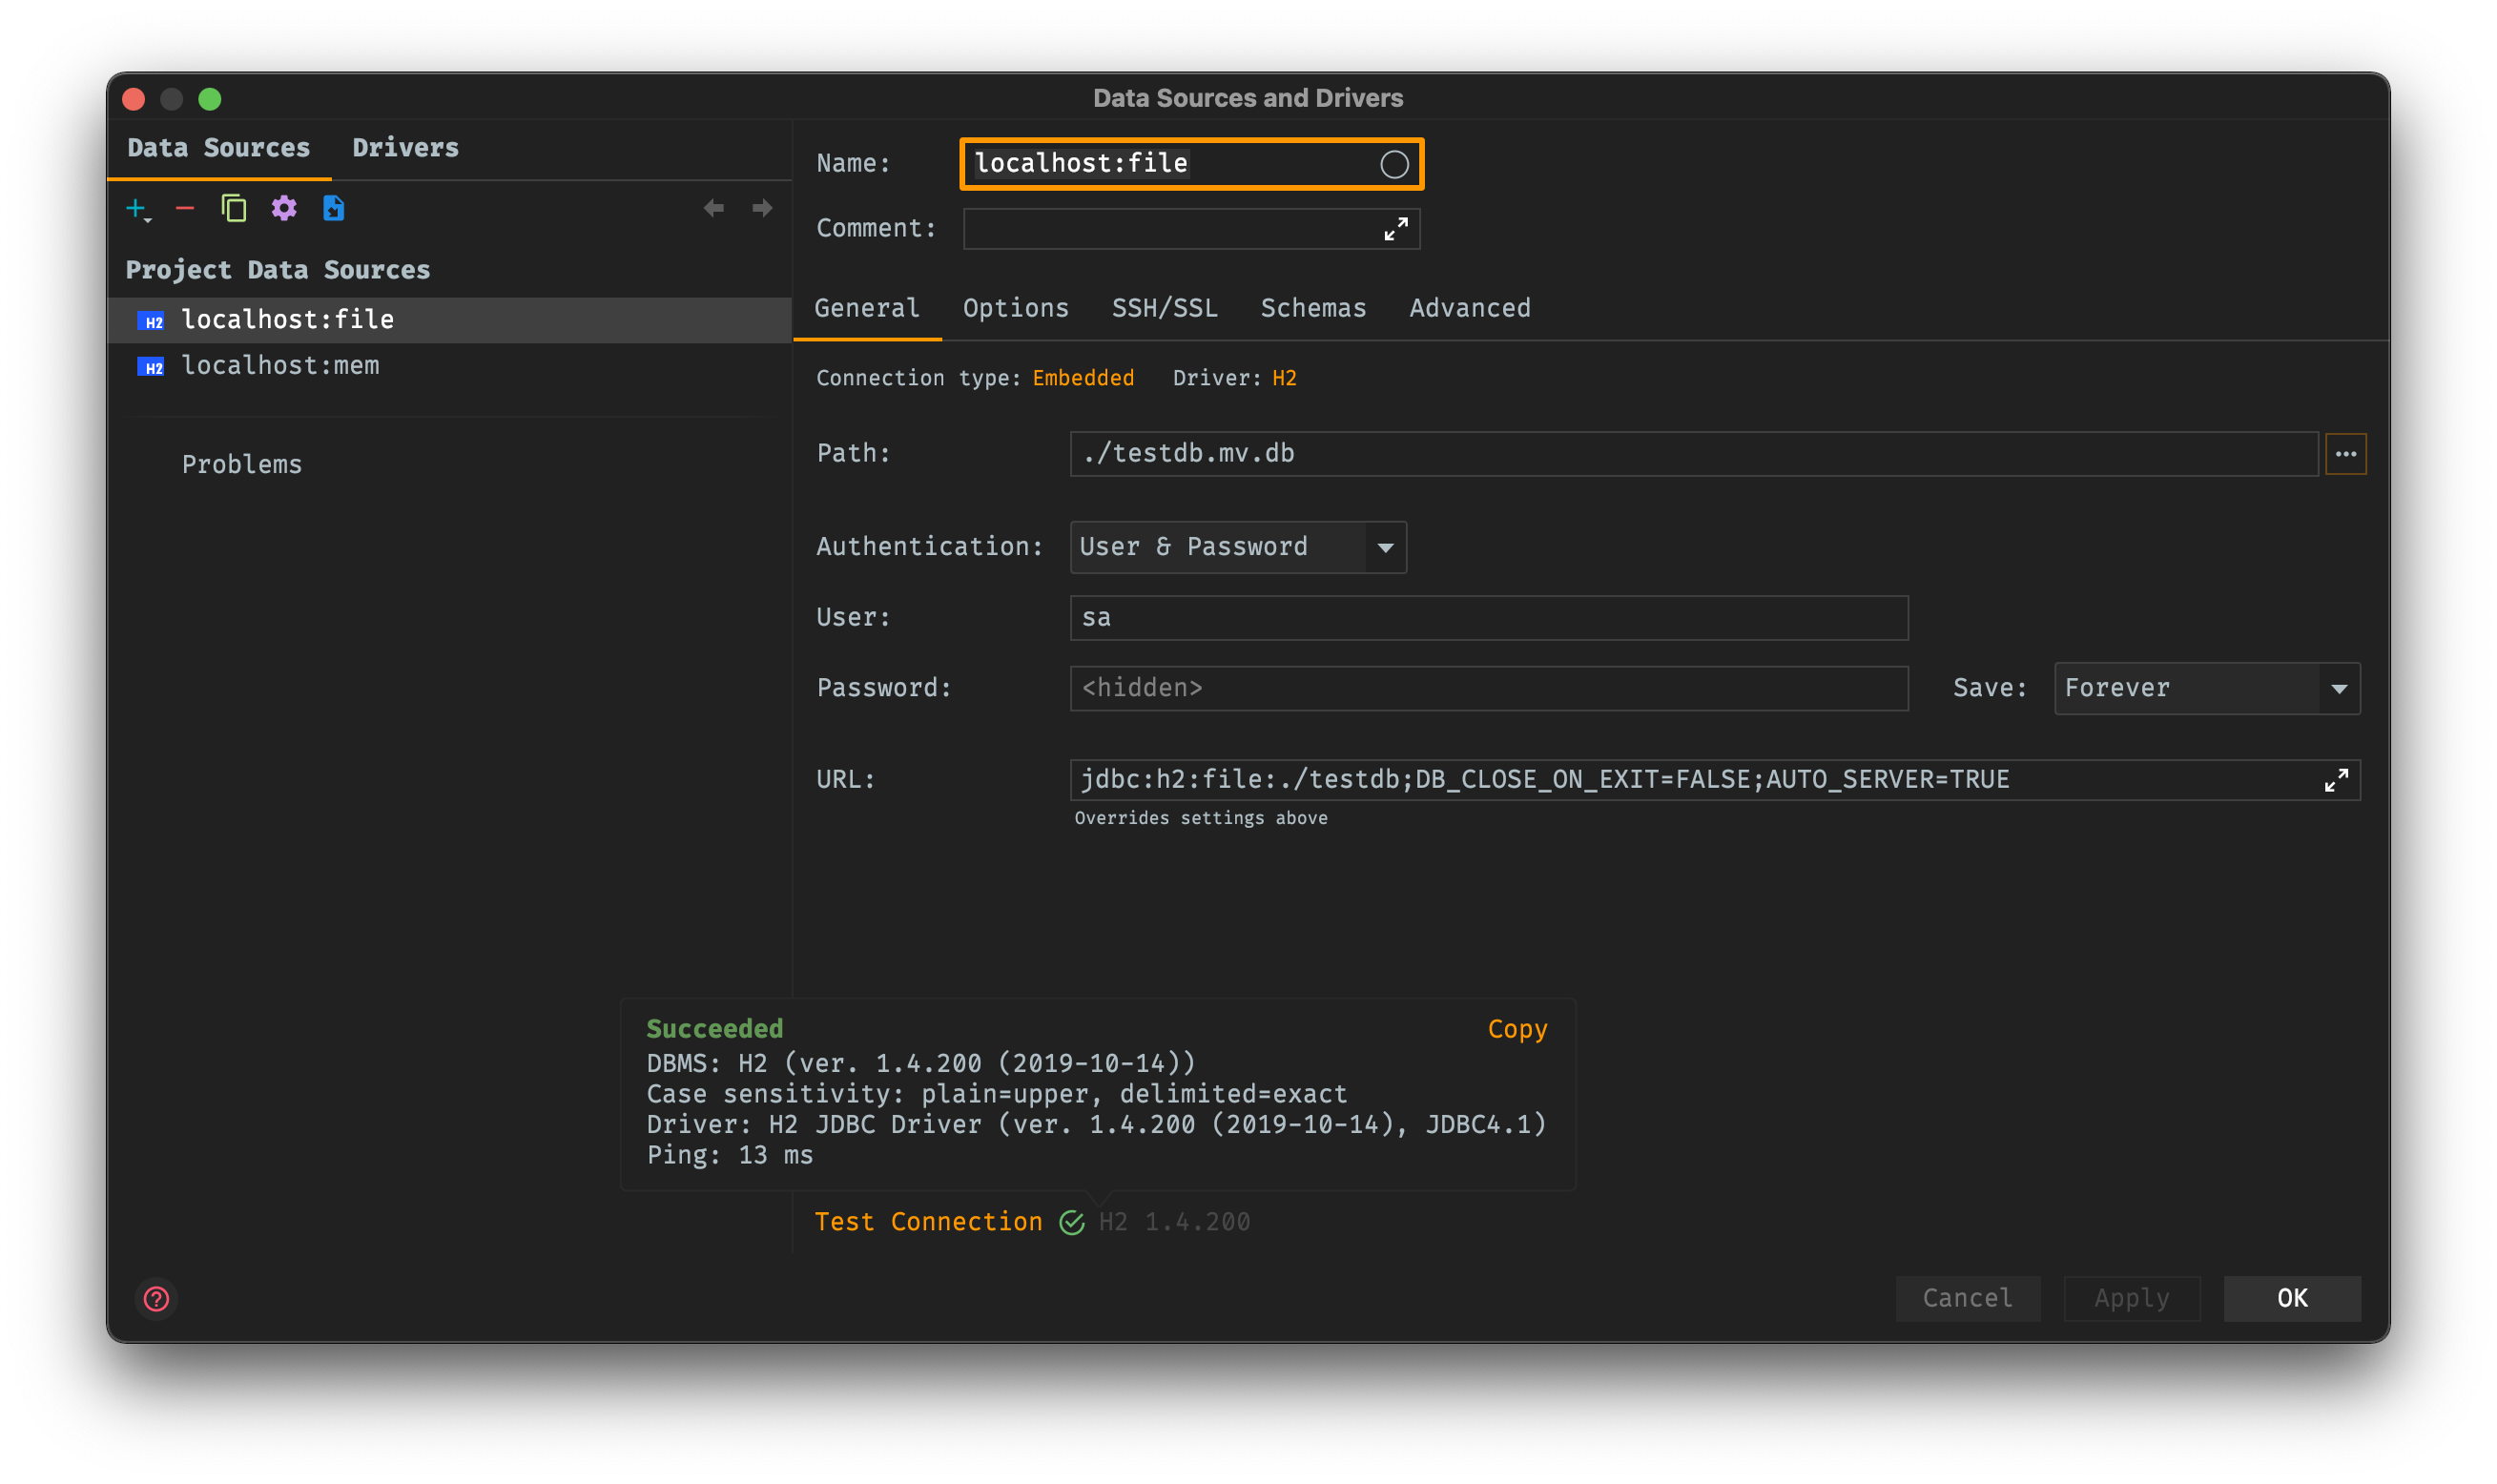 Data Sources and Drivers
Data Sources Drivers
Project Data Sources
H2 localhost:file
H2 localhost:mem
Problems
Name: localhost:file
Comment:
General Options SSH/SSL Schemas Advanced
Connection type: Embedded Driver: H2
Path: ./testdb.mv.db
Authentication: User & Password
User: sa
Password: <hidden> Save: Forever
URL: jdbc:h2:file:./testdb;DB_CLOSE_ON_EXIT=FALSE;AUTO_SERVER=TRUE
Overrides settings above
Succeeded Copy
DBMS: H2 (ver. 1.4.200 (2019-10-14))
Case sensitivity: plain=upper, delimited=exact
Driver: H2 JDBC Driver (ver. 1.4.200 (2019-10-14), JDBC4.1)
Ping: 13 ms
Test Connection H2 1.4.200
Cancel Apply OK